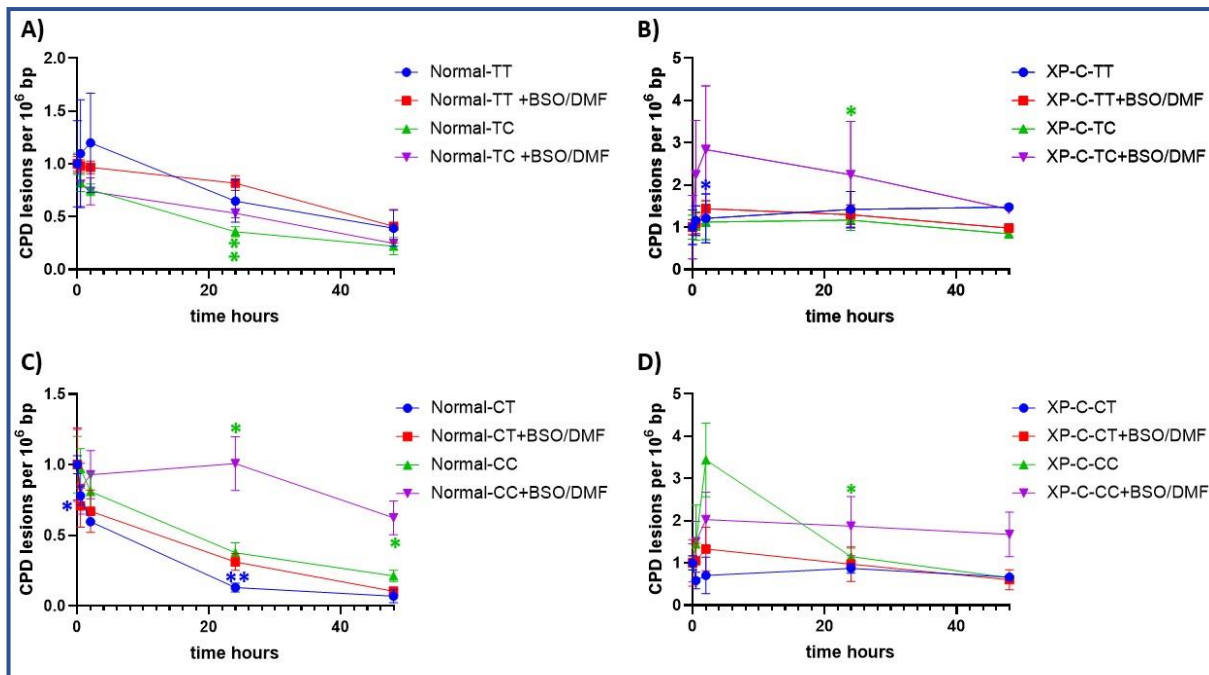 A)
CPD lesions per 10⁶ bp
2.0
1.5
1.0
0.5
0.0
0 20 40
time hours
Normal-TT
Normal-TT +BSO/DMF
Normal-TC
Normal-TC +BSO/DMF
*
*
B)
CPD lesions per 10⁶ bp
5
4
3
2
1
0
0 20 40
time hours
XP-C-TT
XP-C-TT+BSO/DMF
XP-C-TC
XP-C-TC+BSO/DMF
*
*
C)
CPD lesions per 10⁶ bp
1.5
1.0
0.5
0.0
0 20 40
time hours
Normal-CT
Normal-CT+BSO/DMF
Normal-CC
Normal-CC+BSO/DMF
*
*
**
*
D)
CPD lesions per 10⁶ bp
5
4
3
2
1
0
0 20 40
time hours
XP-C-CT
XP-C-CT+BSO/DMF
XP-C-CC
XP-C-CC+BSO/DMF
*